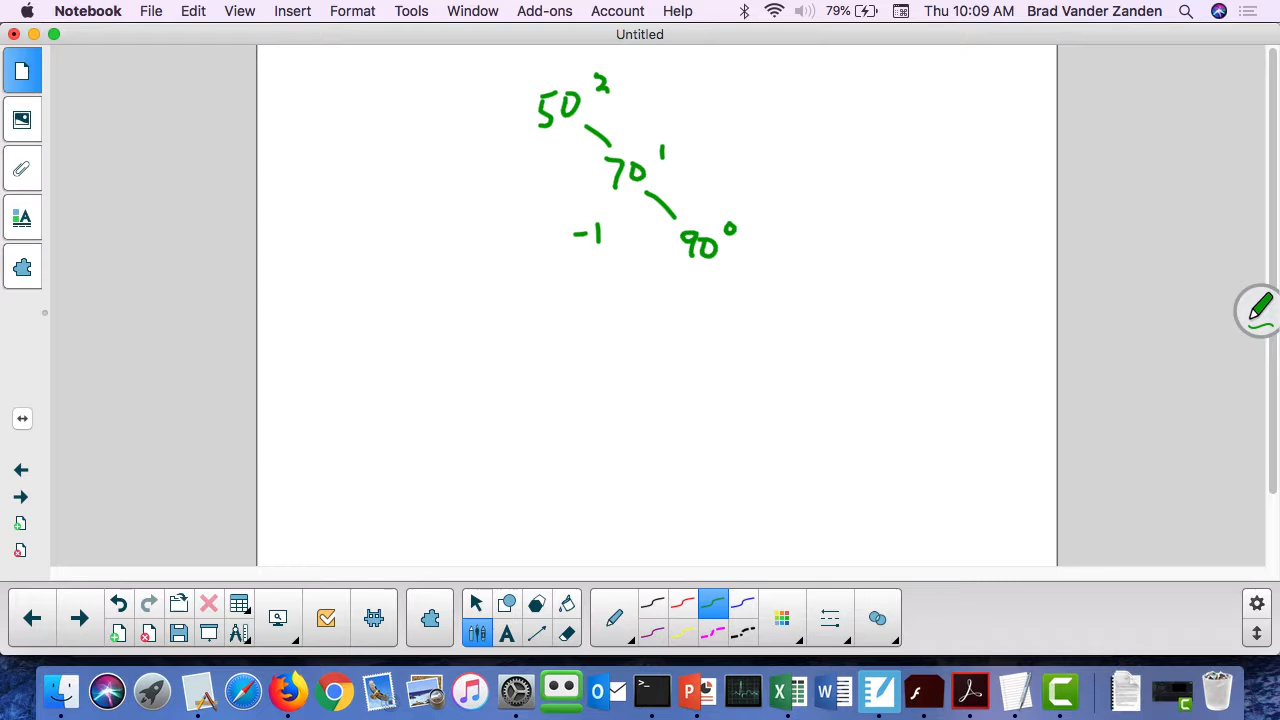 Notebook File Edit View Insert Format Tools Window Add-ons Account Help 79% Thu 10:09 AM Brad Vander Zanden
Untitled
50 2
70 1
-1 90 0